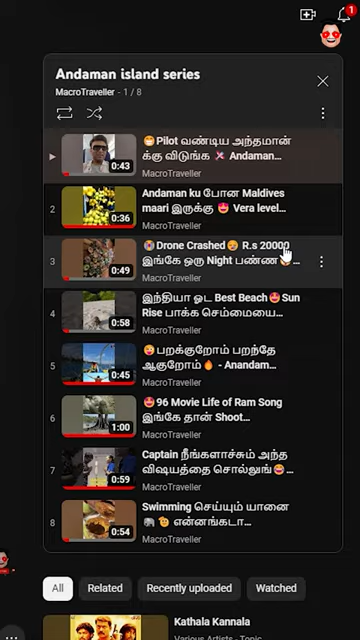 1
Andaman island series
MacroTraveller - 1 / 8
😁Pilot வண்டிய அந்தமான்
க்கு விடுங்க ✈️ Andaman...
MacroTraveller
0:43
2
Andaman ku போன Maldives
maari இருக்கு 😍 Vera level...
MacroTraveller
0:36
3
😭Drone Crashed🥵 R.s 20000
இங்கே ஒரு Night பண்ண
MacroTraveller
0:49
4
இந்தியா ஓட Best Beach🤩Sun
Rise பாக்க செம்மையை...
MacroTraveller
0:58
5
😜பறக்குறோம் பறந்தே
ஆகுறோம்🔥 - Anandam...
MacroTraveller
0:45
6
🤩96 Movie Life of Ram Song
இங்கே தான் Shoot...
MacroTraveller
1:00
7
Captain நீங்களாச்சும் அந்த
விஷயத்தை சொல்லுங்🤩...
MacroTraveller
0:59
8
Swimming செய்யும் யானை
🐘🫡 என்னங்கடா...
MacroTraveller
0:54
All
Related
Recently uploaded
Watched
Kathala Kannala
Various Artists - Topic